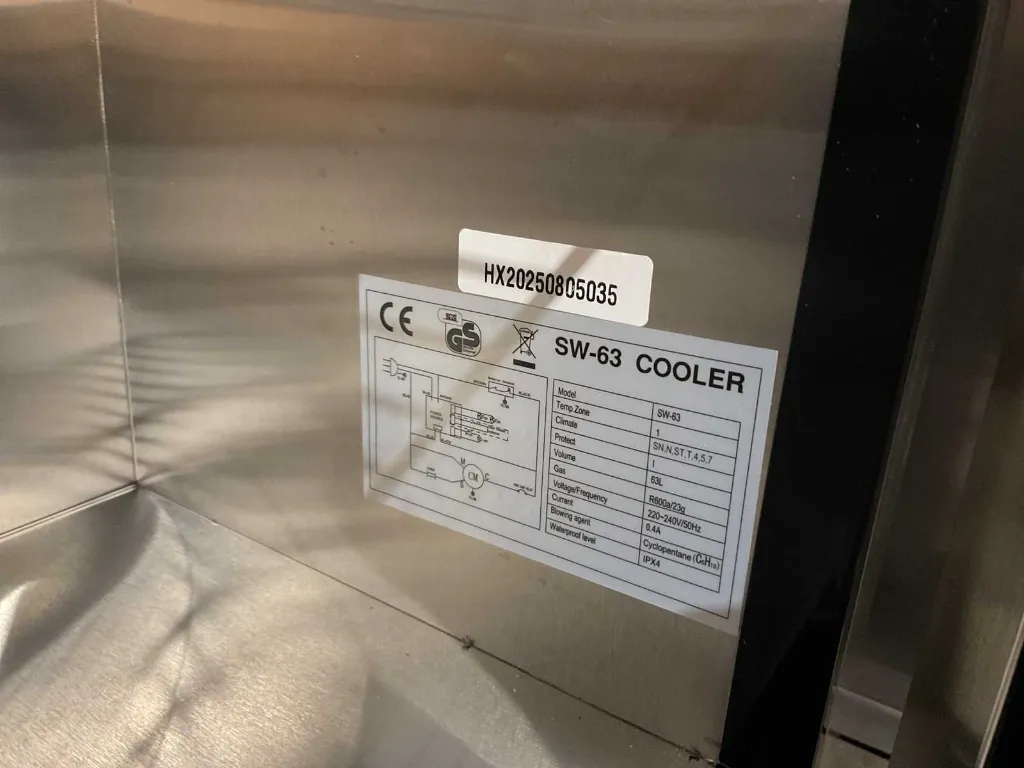 HX20250805035
CE
GS
SW-63 COOLER
Model SW-63
Temp.Zone 1
Climate SN,N,ST,T,4,5,7
Protect I
Volume 63L
Gas R600a/23g
Voltage/Frequency 220~240V/50Hz
Current 0.4A
Blowing agent Cyclopentane (C₅H₁₀)
Waterproof level IPX4
M
CM
C